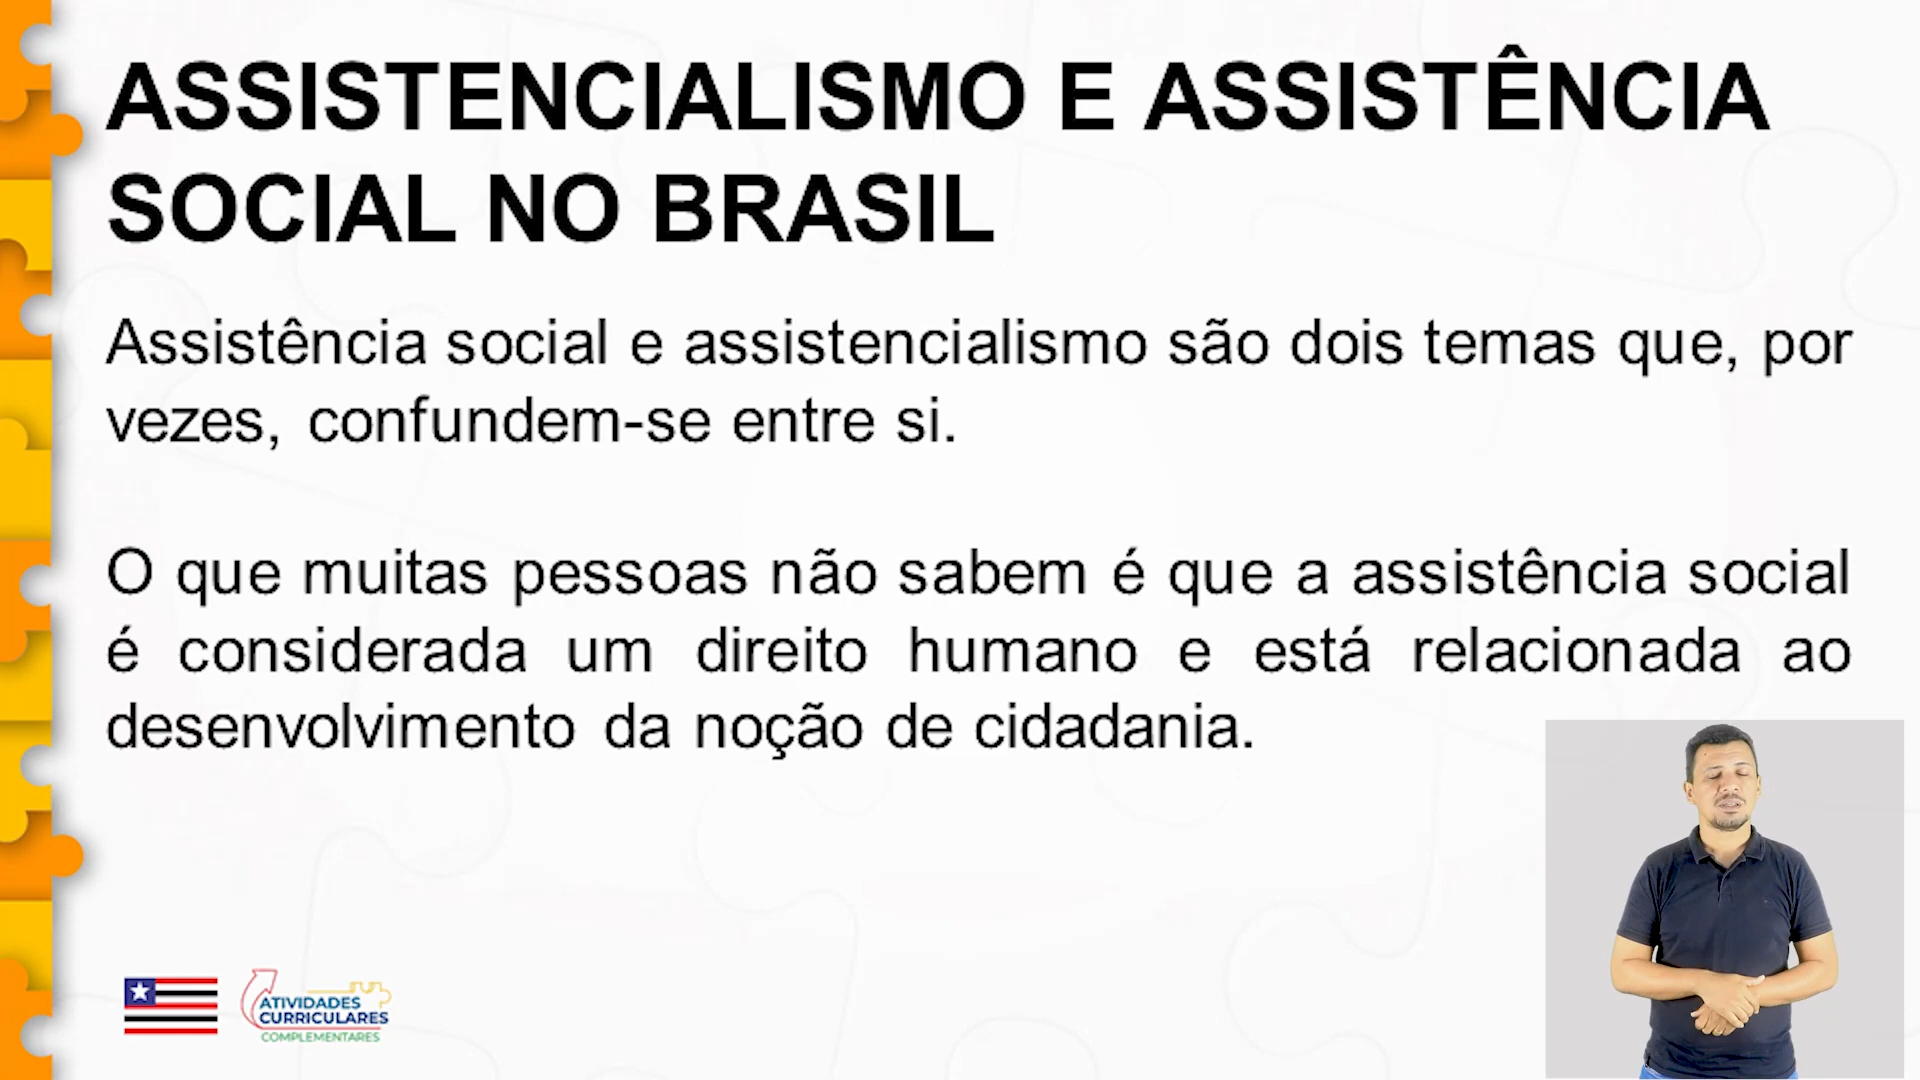 ASSISTENCIALISMO E ASSISTÊNCIA
SOCIAL NO BRASIL
Assistência social e assistencialismo são dois temas que, por
vezes, confundem-se entre si.
O que muitas pessoas não sabem é que a assistência social
é considerada um direito humano e está relacionada ao
desenvolvimento da noção de cidadania.
ATIVIDADES
CURRICULARES
COMPLEMENTARES